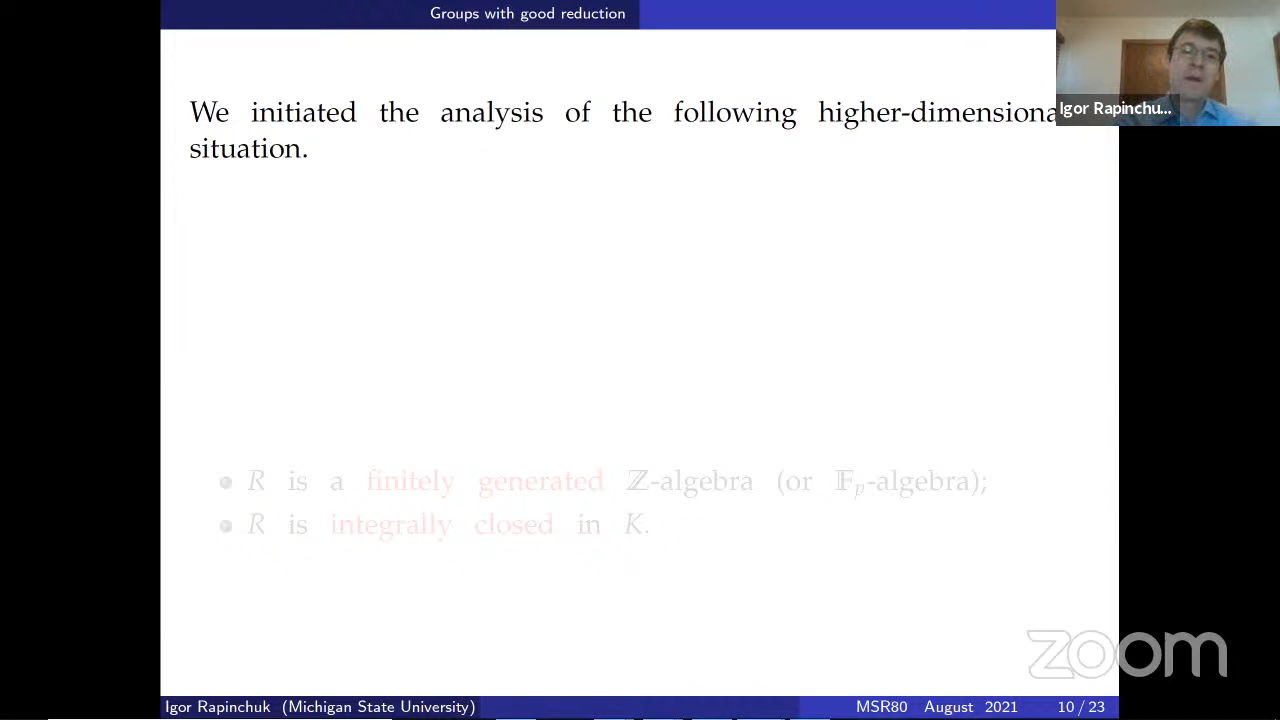 Groups with good reduction
Igor Rapinchu...
We initiated the analysis of the following higher-dimensiona
situation.
R is a finitely generated ℤ-algebra (or 𝔽ₚ-algebra);
R is integrally closed in K.
zoom
Igor Rapinchuk (Michigan State University)
MSR80 August 2021 10 / 23